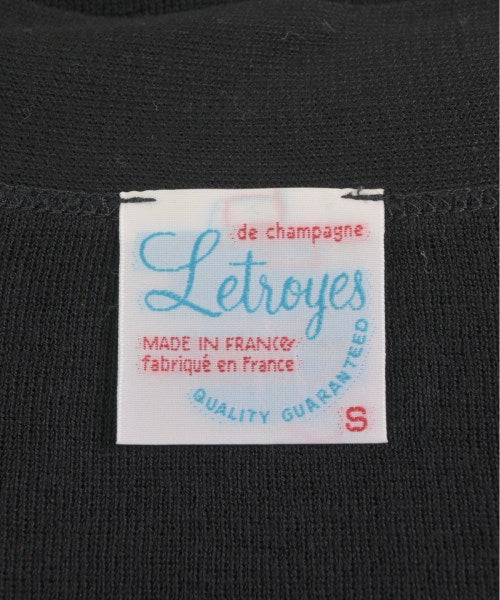 de champagne
Letroyes
MADE IN FRANCE
fabriqué en France
QUALITY GUARANTEED
S